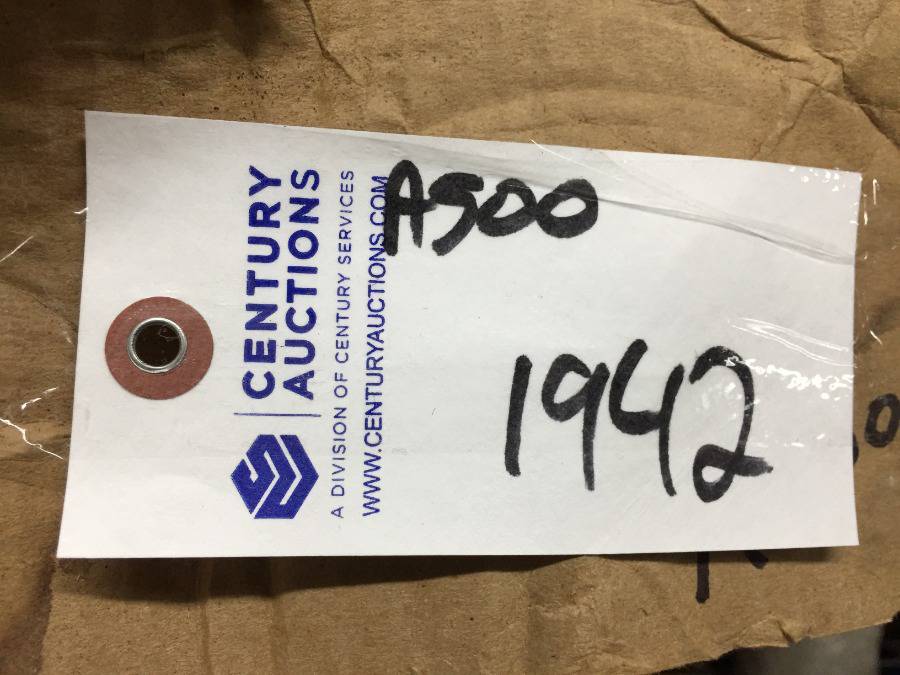 CENTURY
AUCTIONS
A DIVISION OF CENTURY SERVICES
WWW.CENTURYAUCTIONS.COM
A500
1942